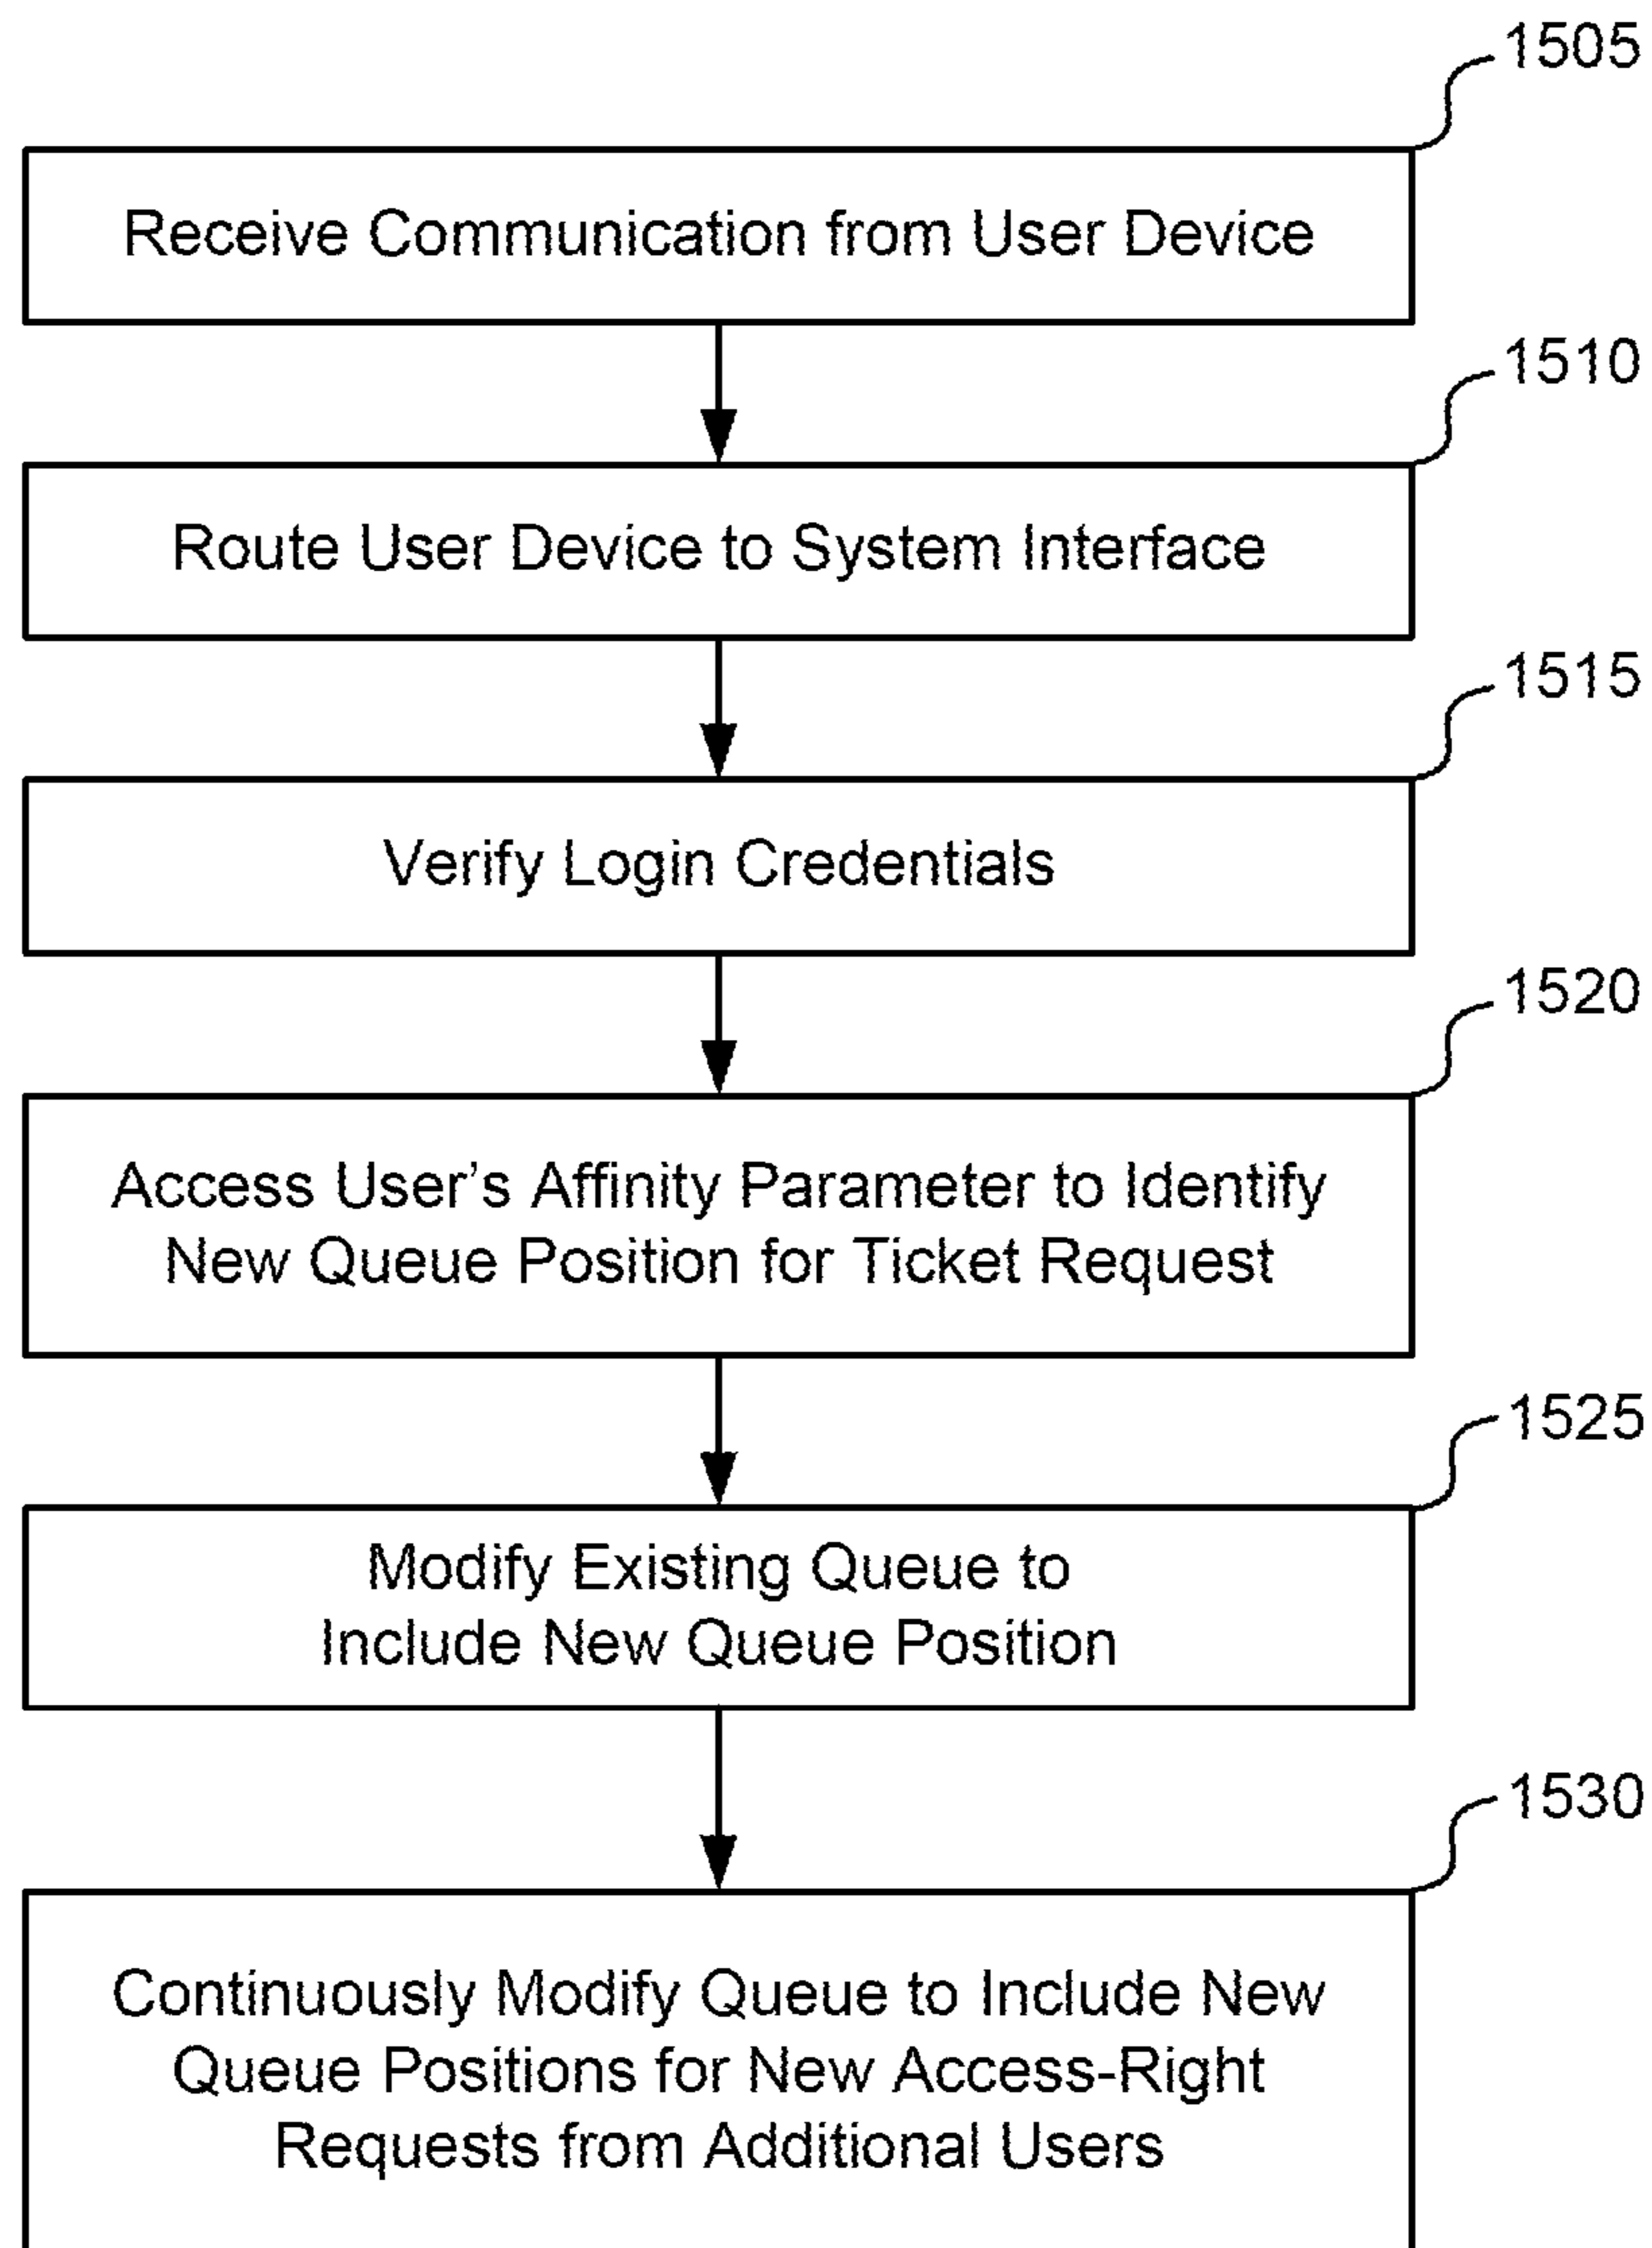 1505
Receive Communication from User Device
1510
Route User Device to System Interface
1515
Verify Login Credentials
1520
Access User's Affinity Parameter to Identify
New Queue Position for Ticket Request
1525
Modify Existing Queue to
Include New Queue Position
1530
Continuously Modify Queue to Include New
Queue Positions for New Access-Right
Requests from Additional Users